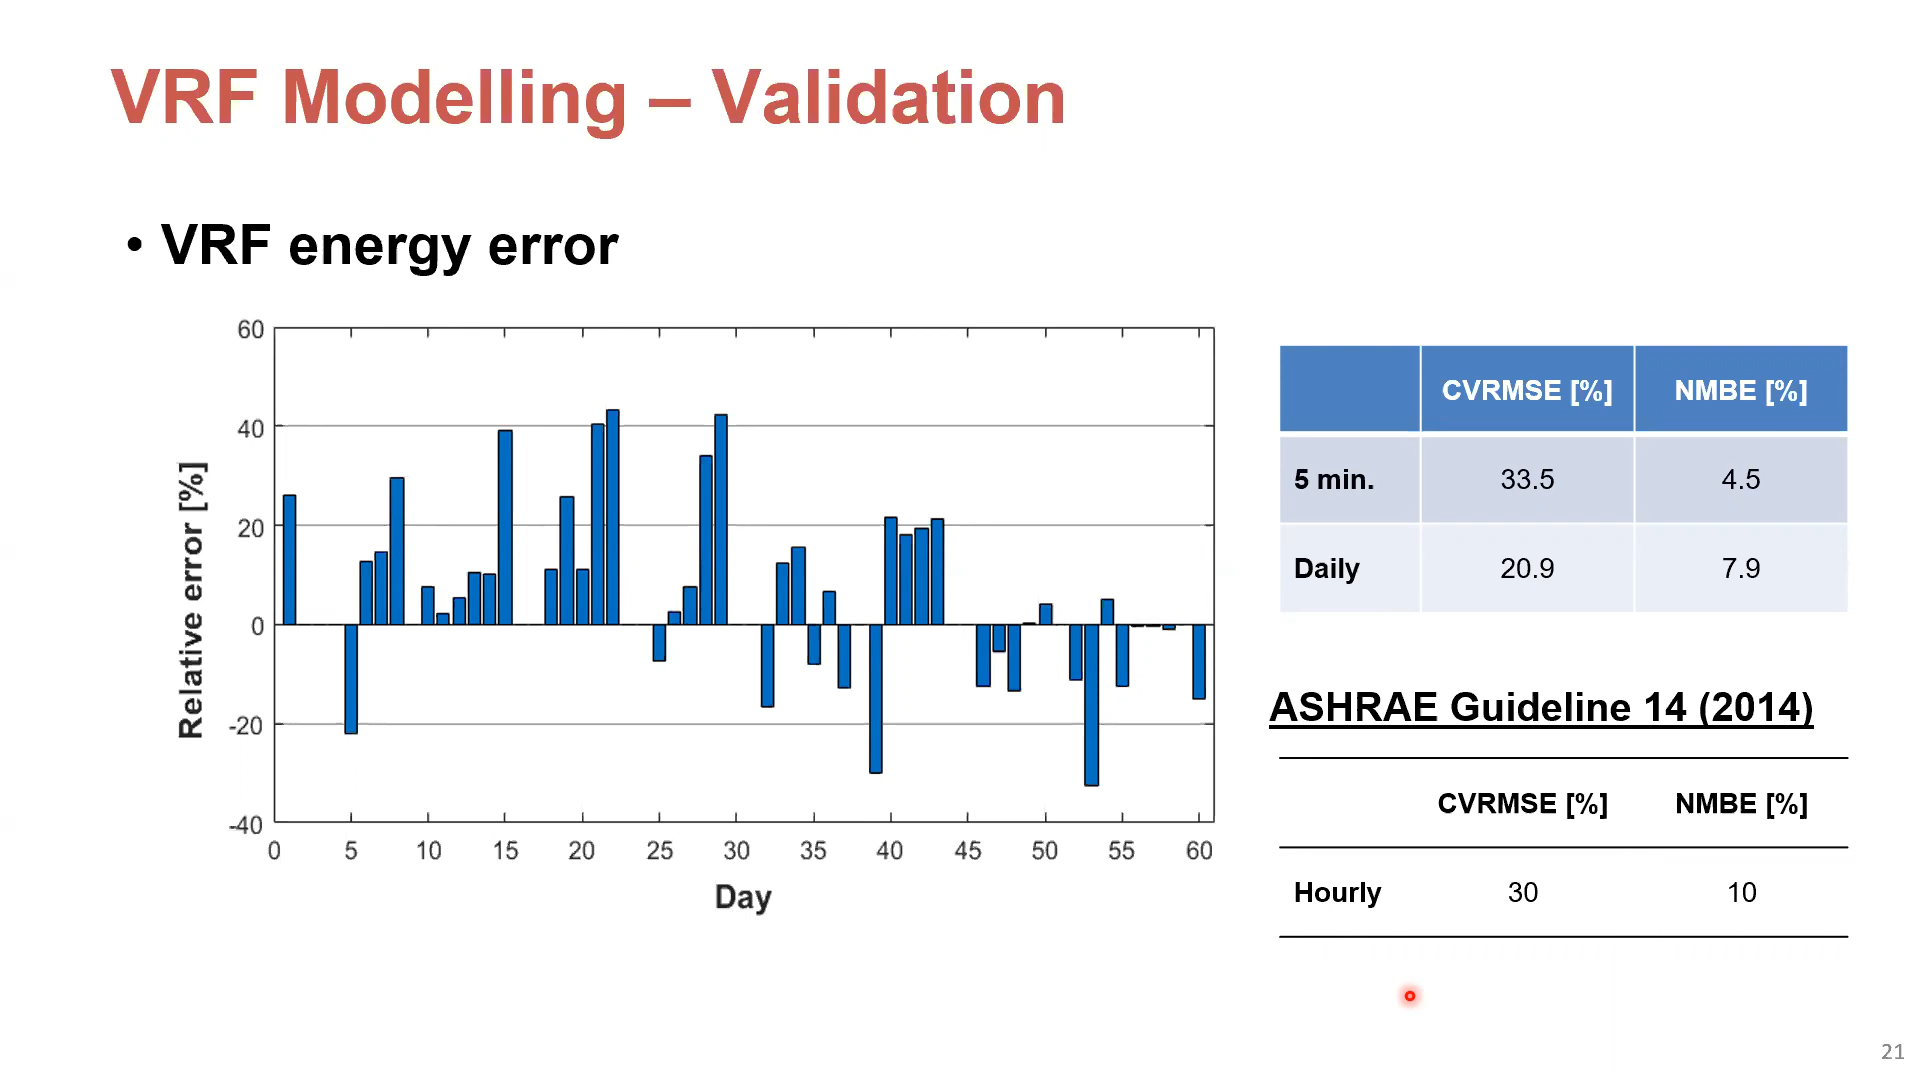 VRF Modelling – Validation
• VRF energy error
60
40
20
0
-20
-40
Relative error [%]
0 5 10 15 20 25 30 35 40 45 50 55 60
Day
CVRMSE [%] NMBE [%]
5 min. 33.5 4.5
Daily 20.9 7.9
ASHRAE Guideline 14 (2014)
CVRMSE [%] NMBE [%]
Hourly 30 10
21